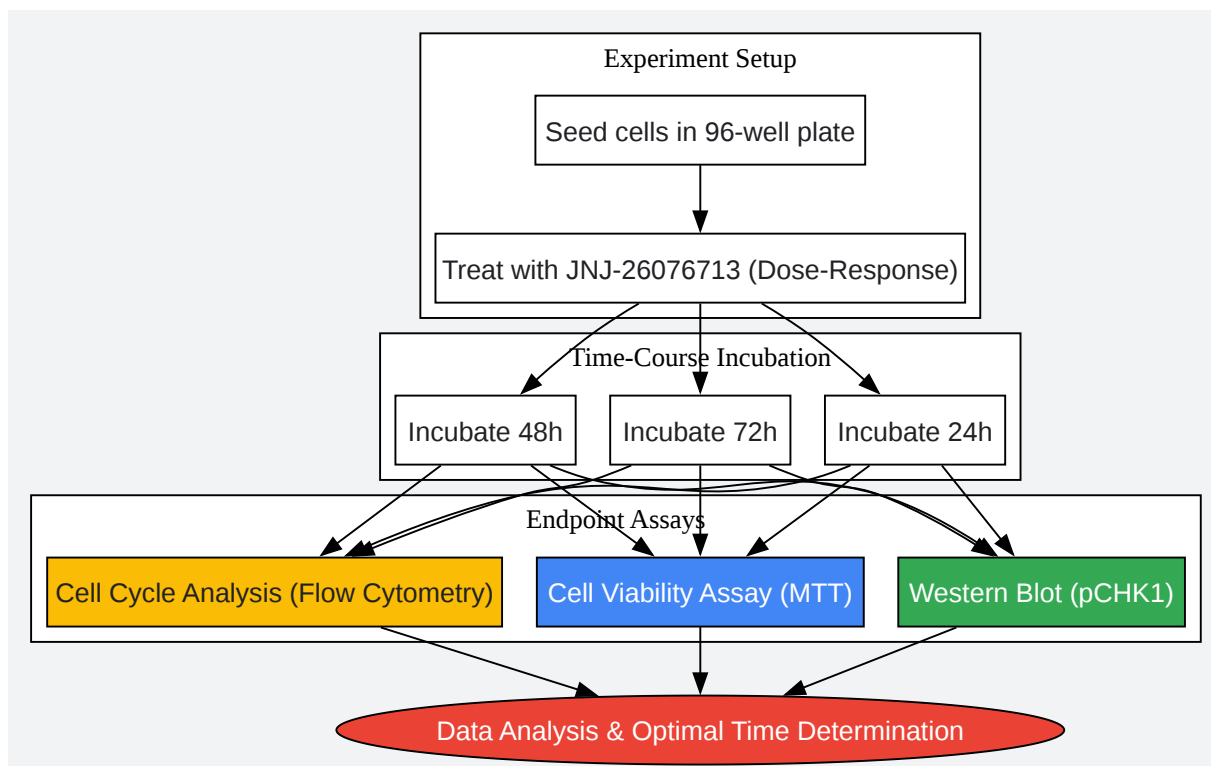 Experiment Setup
Seed cells in 96-well plate
Treat with JNJ-26076713 (Dose-Response)
Time-Course Incubation
Incubate 48h
Incubate 72h
Incubate 24h
Endpoint Assays
Cell Cycle Analysis (Flow Cytometry)
Cell Viability Assay (MTT)
Western Blot (pCHK1)
Data Analysis & Optimal Time Determination